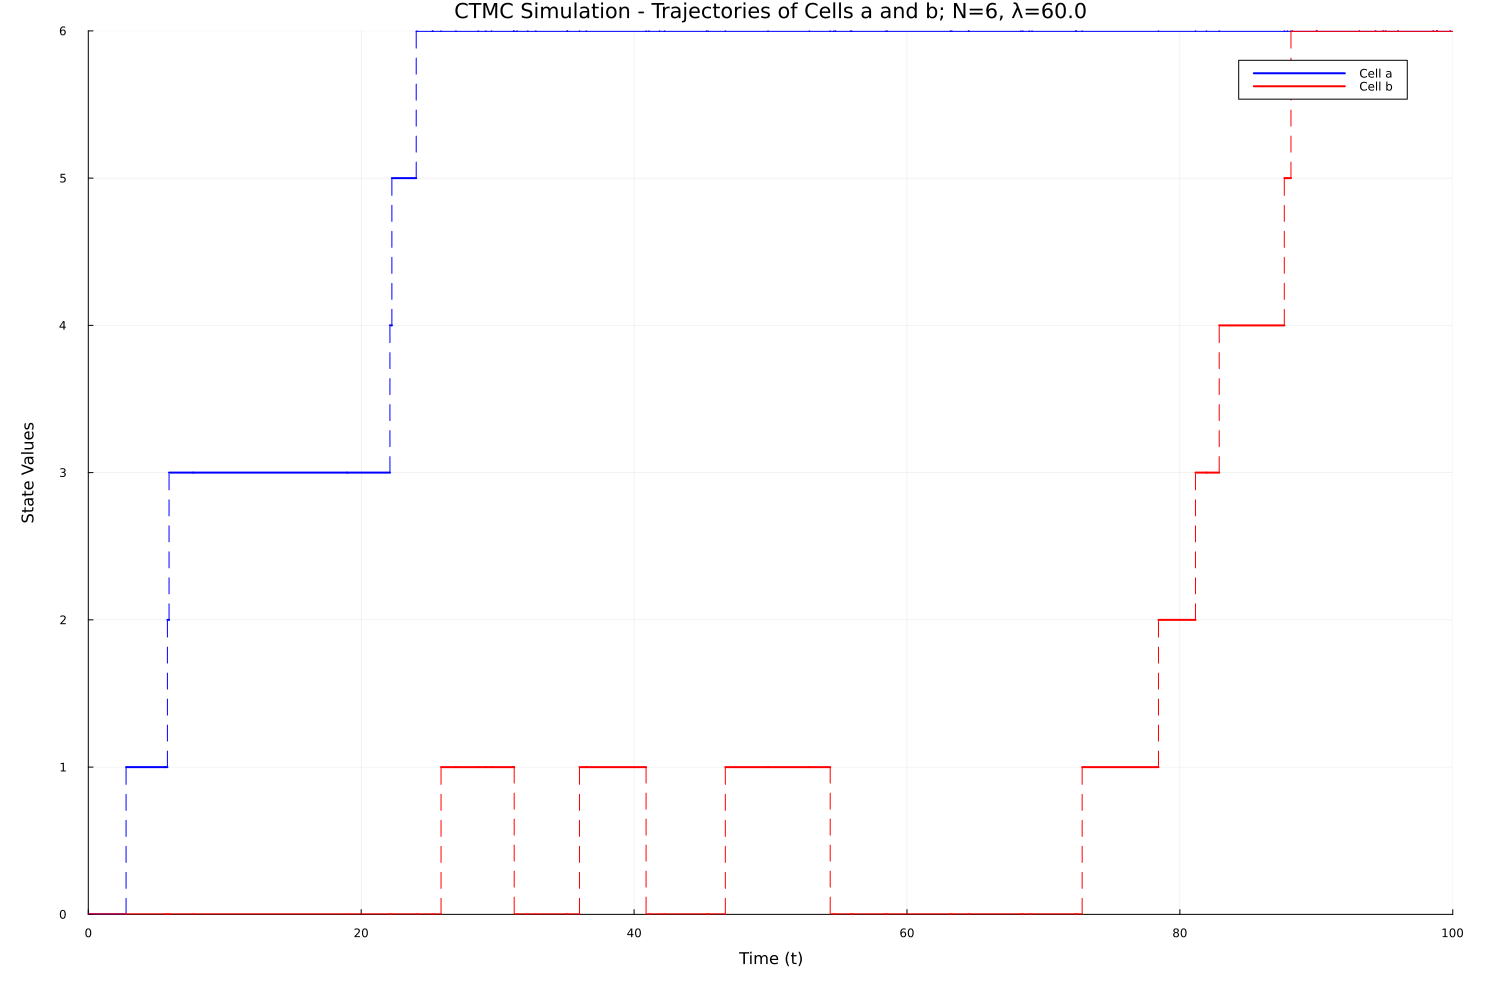 CTMC Simulation - Trajectories of Cells a and b; N=6, λ=60.0
6
Cell a
Cell b
5
4
State Values
3
2
1
0
0 20 40 60 80 100
Time (t)